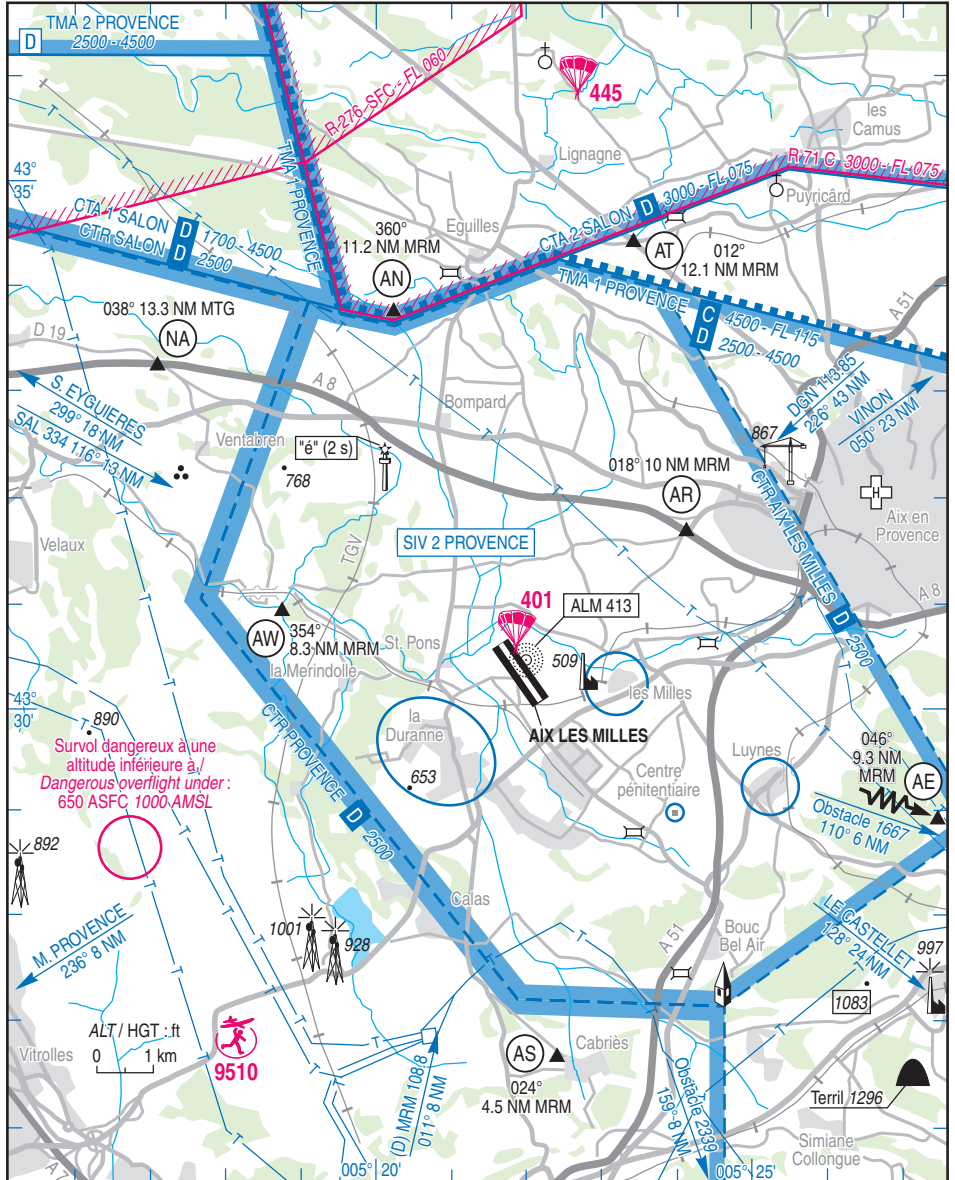 TMA 2 PROVENCE
D
2500 - 4500
R 276 SFC - FL 060
445
les
Camus
Lignagne
43°
35'
TMA 1 PROVENCE
R 71 C 3000 - FL 075
Puyricârd
CTA 1 SALON D 1700 - 4500
CTR SALON D 2500
Eguilles
CTA 2 SALON D 3000 - FL 075
360°
11.2 NM MRM
AN
AT
012°
12.1 NM MRM
TMA 1 PROVENCE
C 4500 - FL 115
D 2500 - 4500
A 51
038° 13.3 NM MTG
NA
D 19
A 8
S. EYGUIERES
299° 18 NM
SAL 334 116° 13 NM
Bompard
DGN 113.85
226° 43 NM
VINON
050° 23 NM
Ventabren
"é" (2 s)
768
867
018° 10 NM MRM
AR
H
Aix en
Provence
CTR AIX LES MILLES
D
2500
Velaux
TGV
SIV 2 PROVENCE
A 8
401
ALM 413
AW
354°
8.3 NM MRM
St. Pons
la Merindolle
509
les Milles
43°
30'
890
la
Duranne
AIX LES MILLES
Luynes
046°
9.3 NM
MRM
AE
Survol dangereux à une
altitude inférieure à /
Dangerous overflight under :
650 ASFC 1000 AMSL
CTR PROVENCE
D
2500
653
Centre
pénitentiaire
Obstacle 1667
110° 6 NM
892
Calas
M. PROVENCE
236° 8 NM
1001
928
A 51
Bouc
Bel Air
LE CASTELLET
128° 24 NM
997
1083
ALT / HGT : ft
0 1 km
9510
Vitrolles
(D) MRM 108.8
011° 8 NM
AS
024°
4.5 NM MRM
Cabriès
Obstacle 2339
159° 8 NM
Terril 1296
Simiane
Collongue
A 7
005° 20'
005° 25'
T